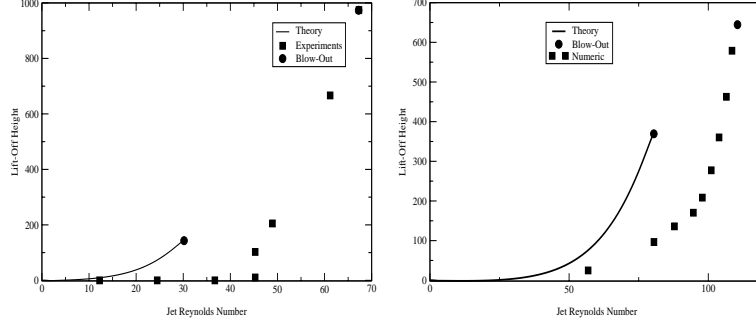 1000
800
600
400
200
0
Lift-Off Height
0 10 20 30 40 50 60 70
Jet Reynolds Number
Theory
Experiments
Blow-Out
700
600
500
400
300
200
100
0
Lift-Off Height
0 50 100
Jet Reynolds Number
Theory
Blow-Out
Numeric